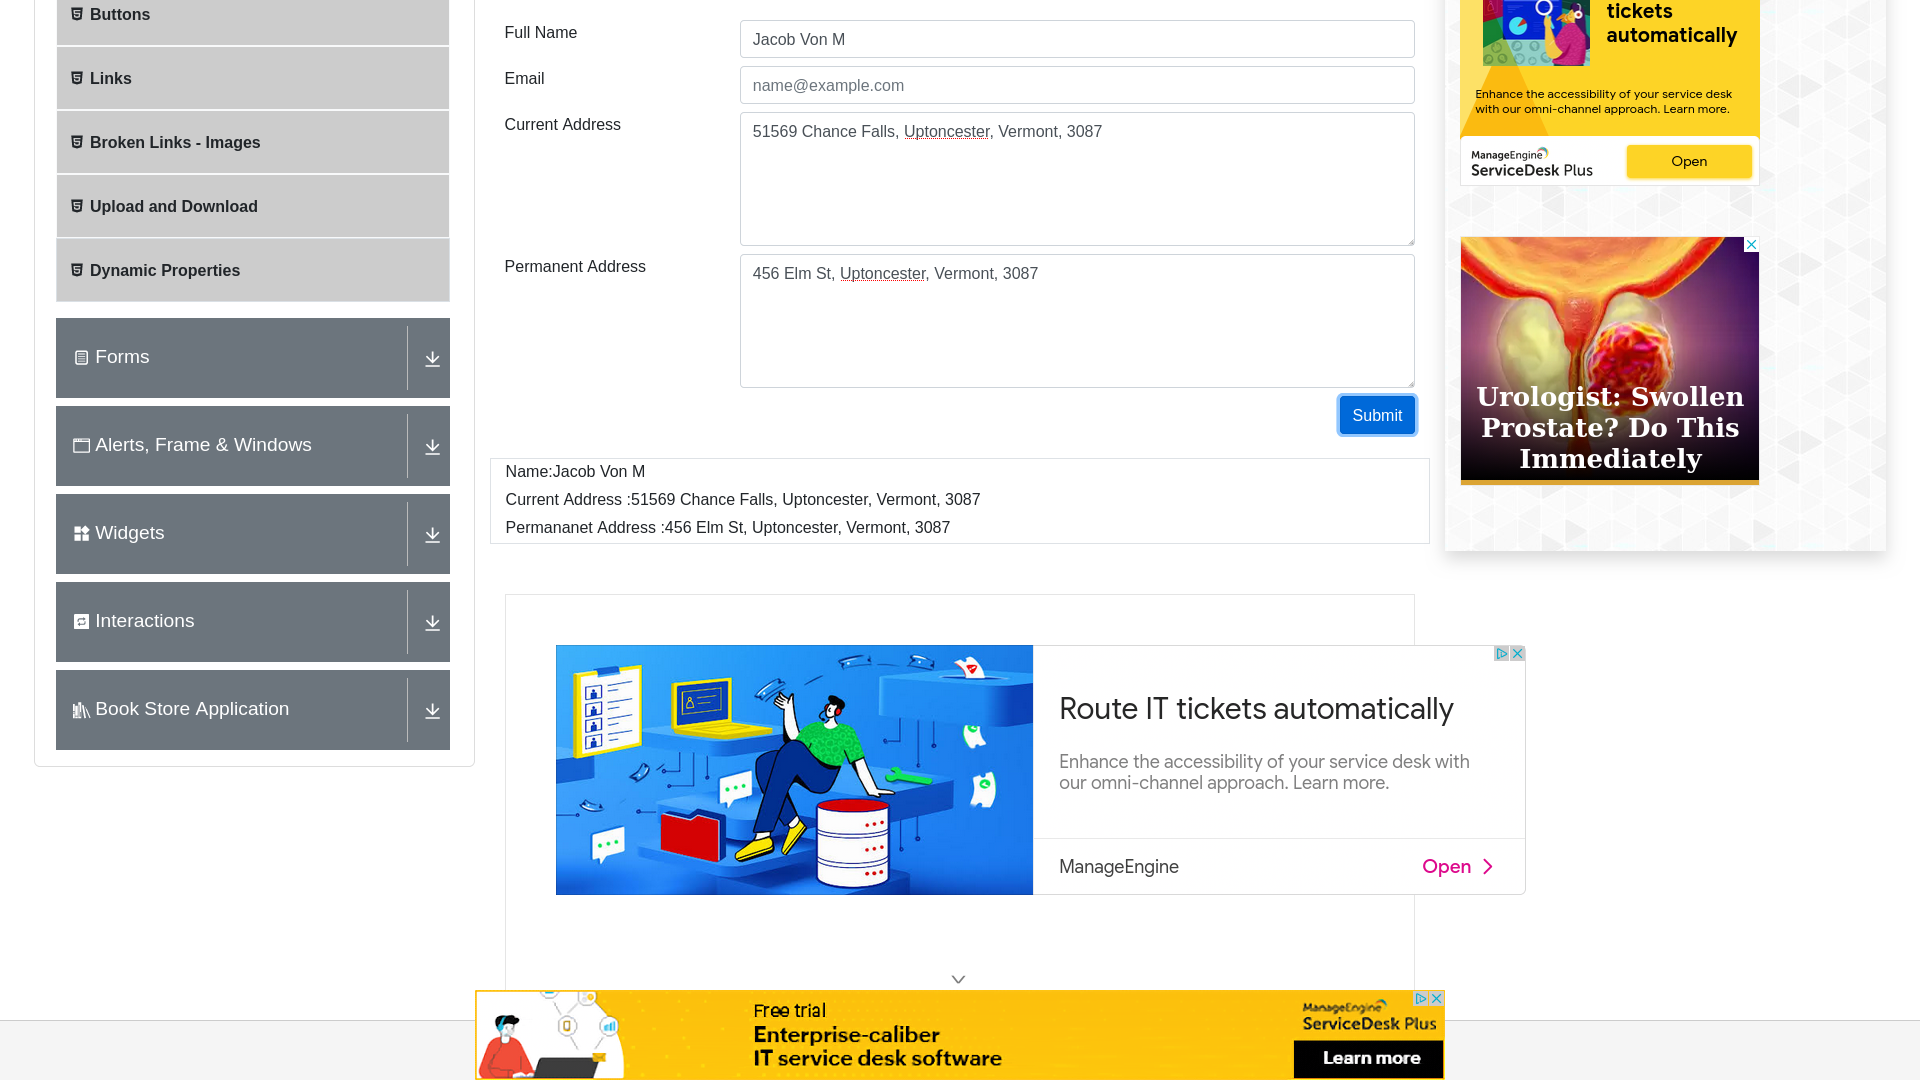 Buttons
Links
Broken Links - Images
Upload and Download
Dynamic Properties
Forms
Alerts, Frame & Windows
Widgets
Interactions
Book Store Application
Full Name
Jacob Von M
Email
name@example.com
Current Address
51569 Chance Falls, Uptoncester, Vermont, 3087
Permanent Address
456 Elm St, Uptoncester, Vermont, 3087
Submit
Name:Jacob Von M
Current Address :51569 Chance Falls, Uptoncester, Vermont, 3087
Permananet Address :456 Elm St, Uptoncester, Vermont, 3087
Route IT tickets automatically
Enhance the accessibility of your service desk with
our omni-channel approach. Learn more.
ManageEngine
Open
Free trial
Enterprise-caliber
IT service desk software
ManageEngine
ServiceDesk Plus
Learn more
tickets
automatically
Enhance the accessibility of your service desk
with our omni-channel approach. Learn more.
ManageEngine
ServiceDesk Plus
Open
Urologist: Swollen
Prostate? Do This
Immediately